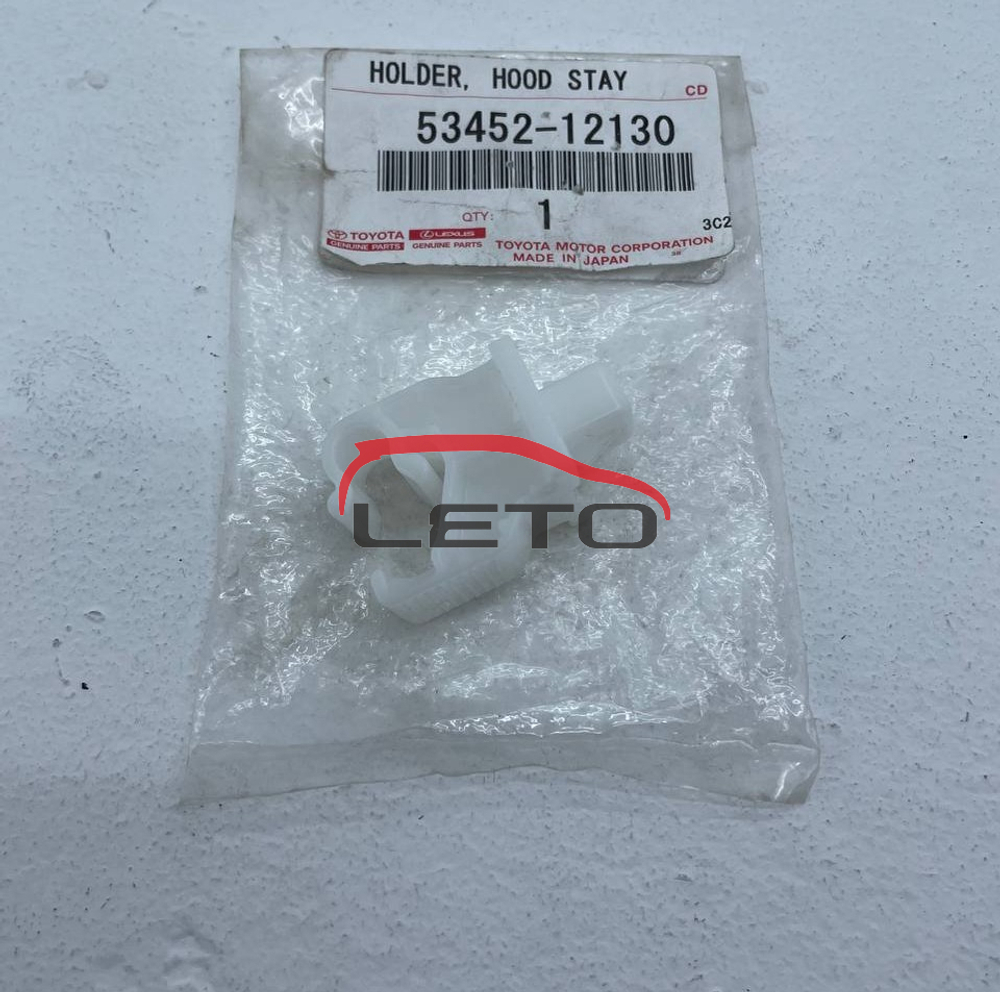 HOLDER, HOOD STAY
CD
53452-12130
QTY: 1
3C2
TOYOTA LEXUS
GENUINE PARTS GENUINE PARTS
TOYOTA MOTOR CORPORATION
MADE IN JAPAN
LETO